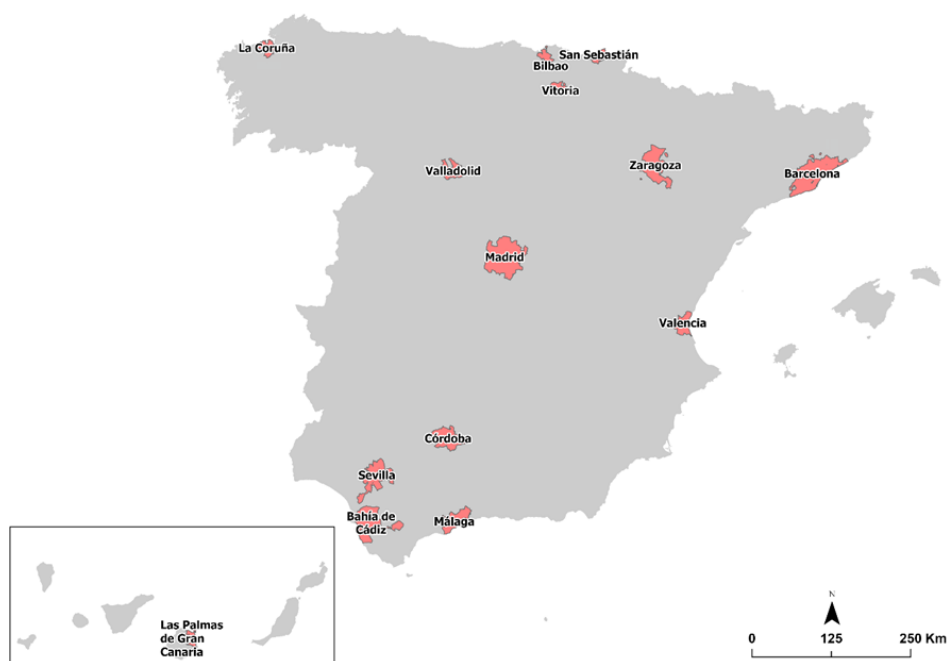 La Coruña
San Sebastián
Bilbao
Vitoria
Valladolid
Zaragoza
Barcelona
Madrid
Valencia
Córdoba
Sevilla
Bahía de
Cádiz
Málaga
Las Palmas
de Gran
Canaria
N
0 125 250 Km